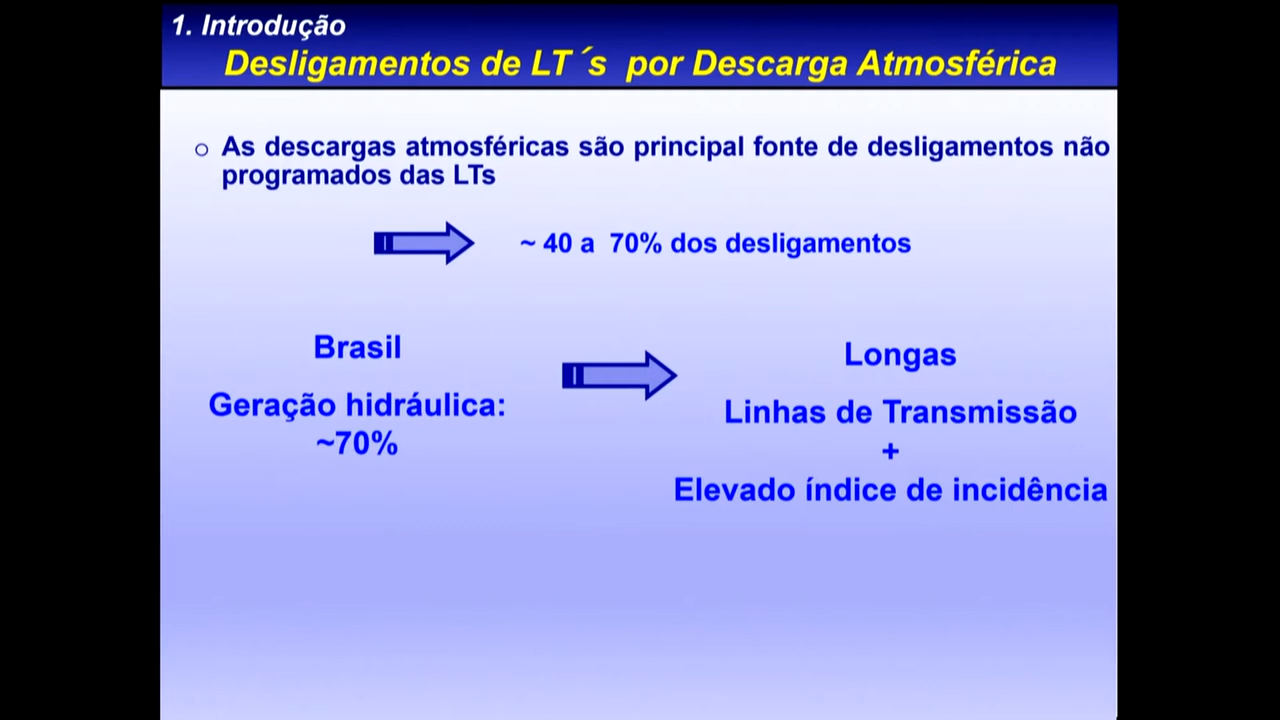 1. Introdução
Desligamentos de LT´s por Descarga Atmosférica
o As descargas atmosféricas são principal fonte de desligamentos não
programados das LTs
~ 40 a 70% dos desligamentos
Brasil
Geração hidráulica:
~70%
Longas
Linhas de Transmissão
+
Elevado índice de incidência